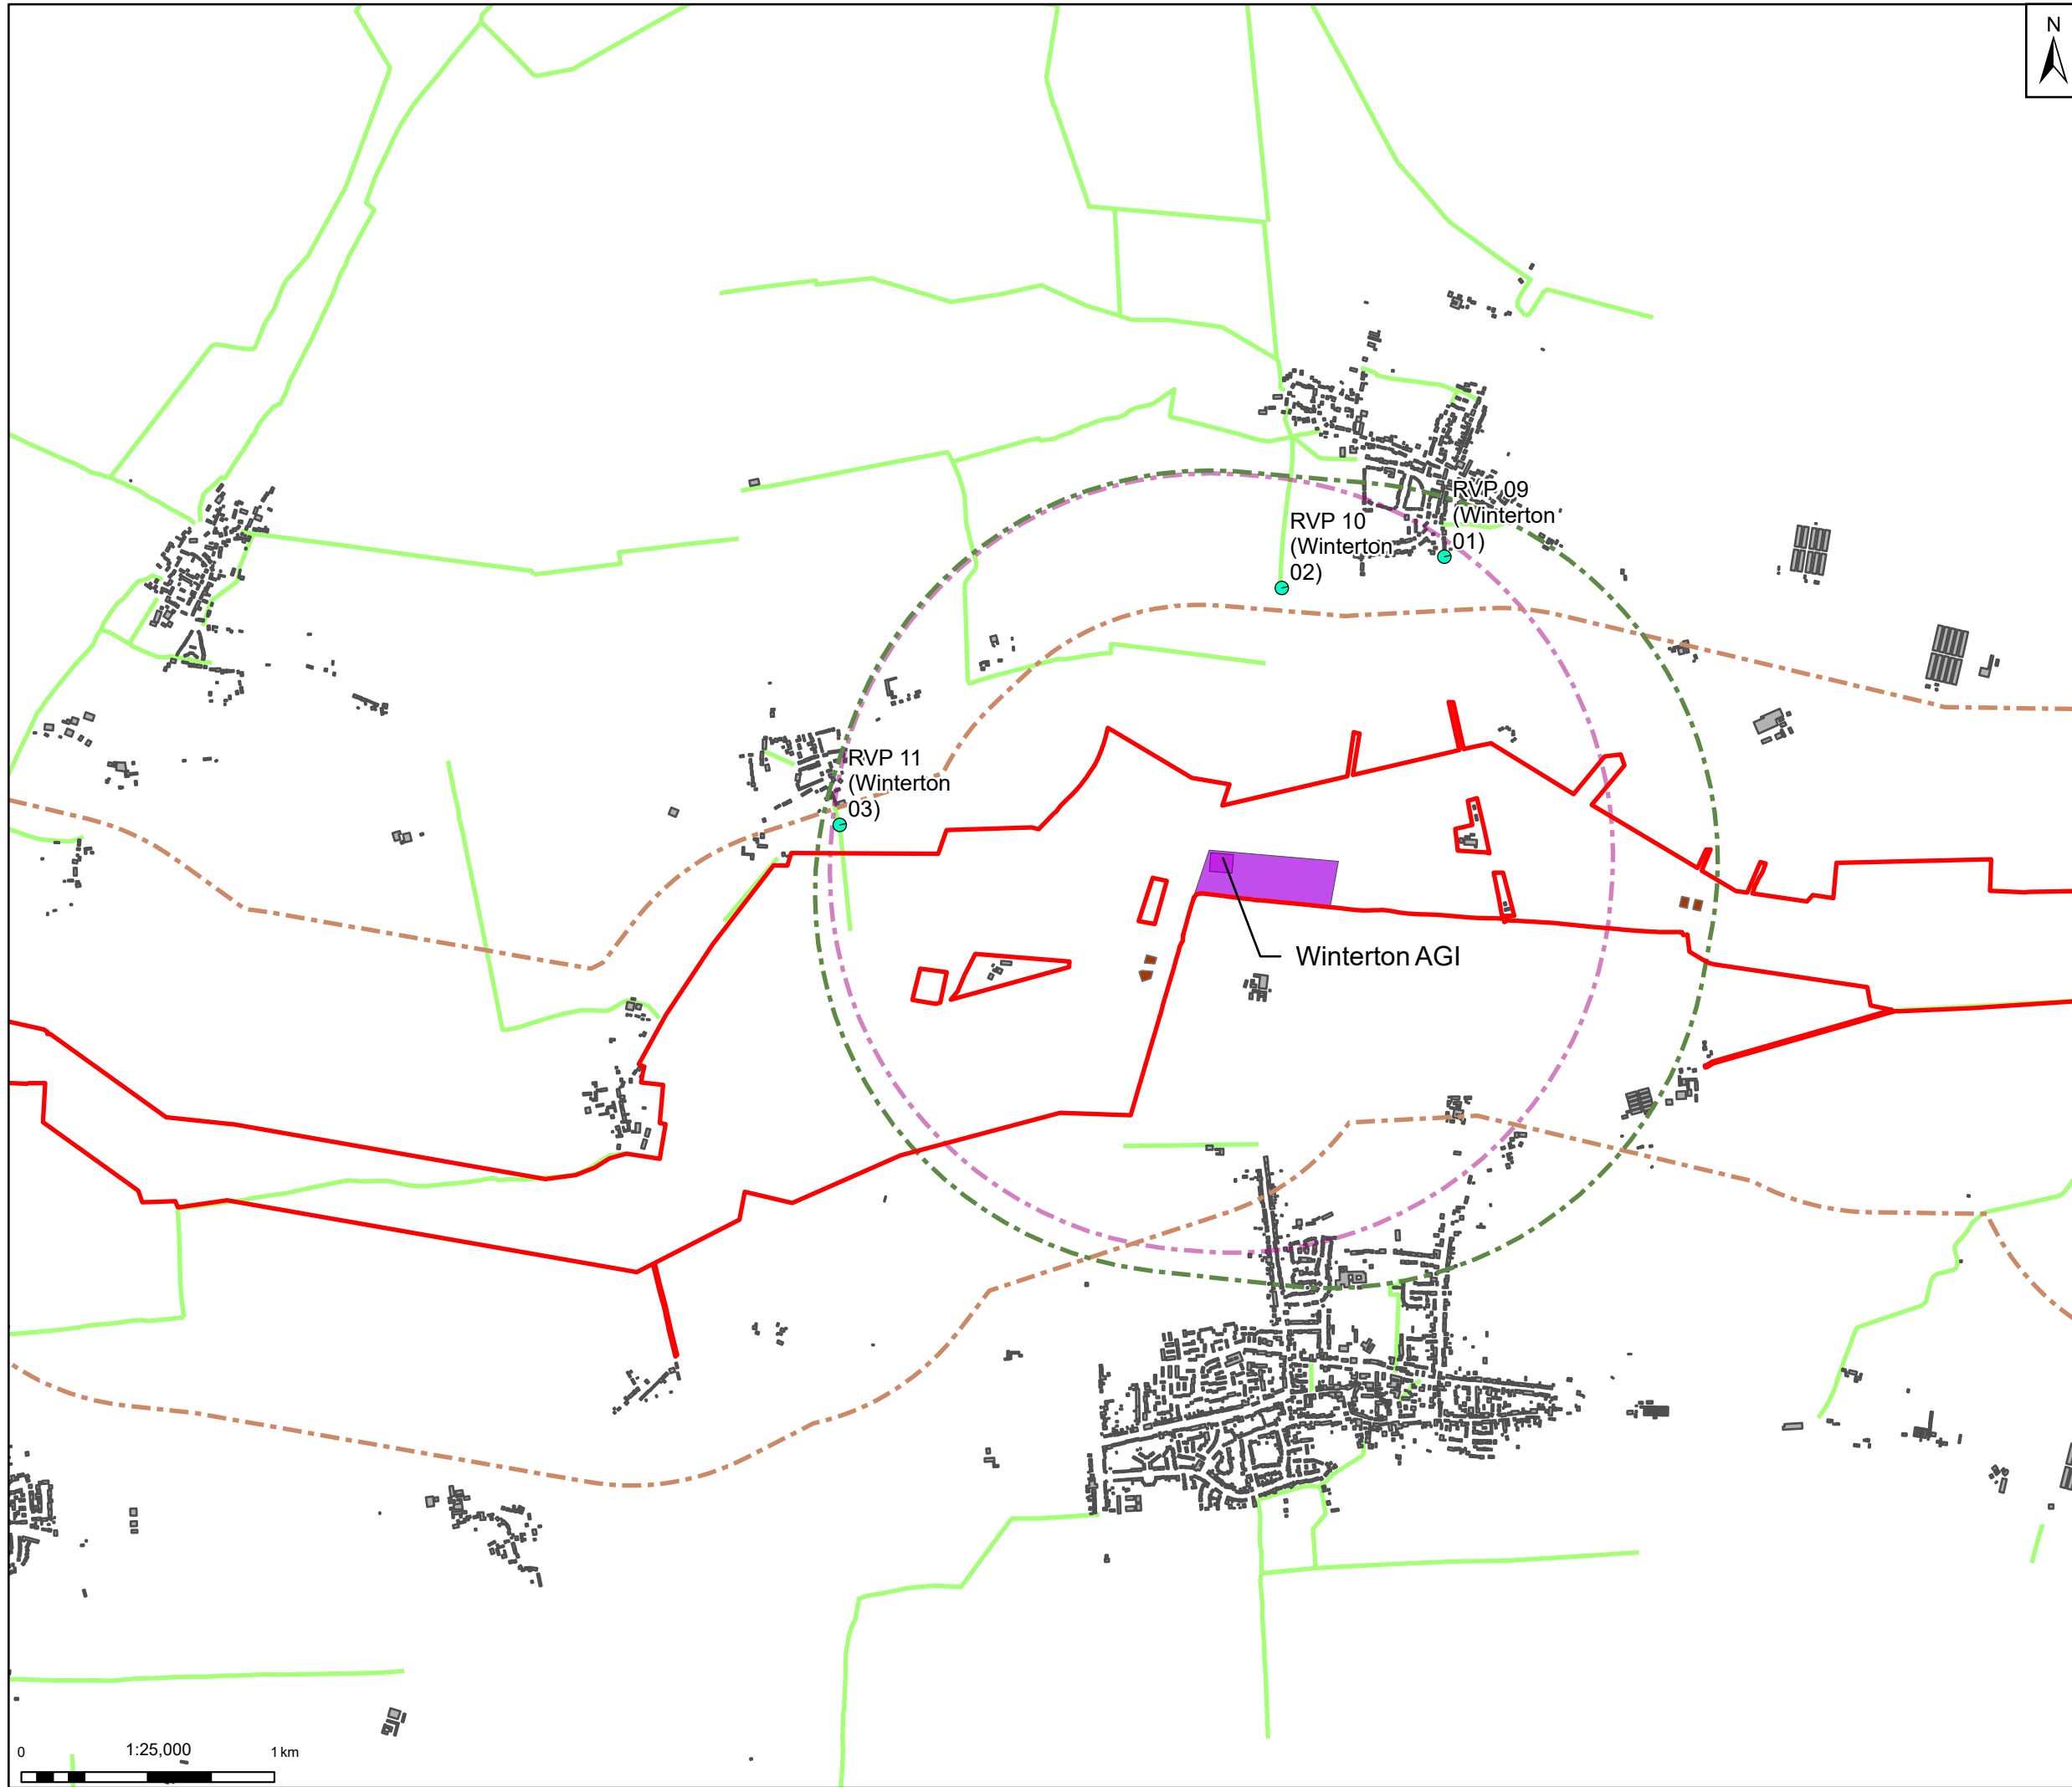 N
RVP 09
(Winterton
01)
RVP 10
(Winterton
02)
RVP 11
(Winterton
03)
Winterton AGI
0
1:25,000
1 km